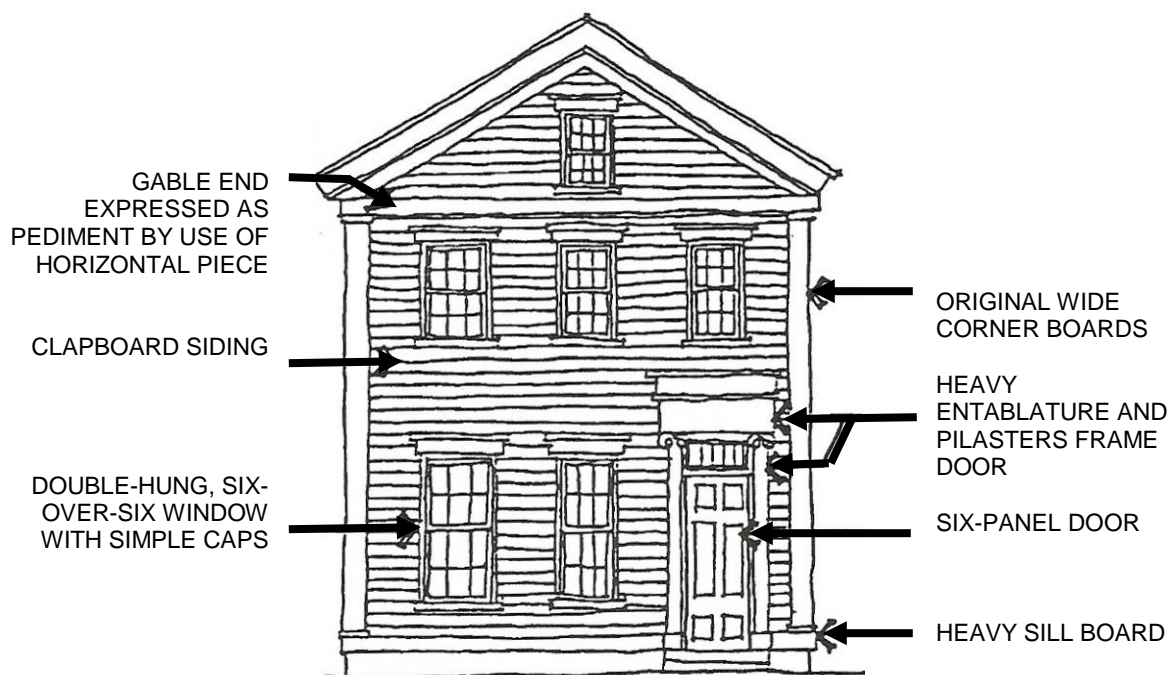 GABLE END
EXPRESSED AS
PEDIMENT BY USE OF
HORIZONTAL PIECE
CLAPBOARD SIDING
DOUBLE-HUNG, SIX-
OVER-SIX WINDOW
WITH SIMPLE CAPS
ORIGINAL WIDE
CORNER BOARDS
HEAVY
ENTABLATURE AND
PILASTERS FRAME
DOOR
SIX-PANEL DOOR
HEAVY SILL BOARD